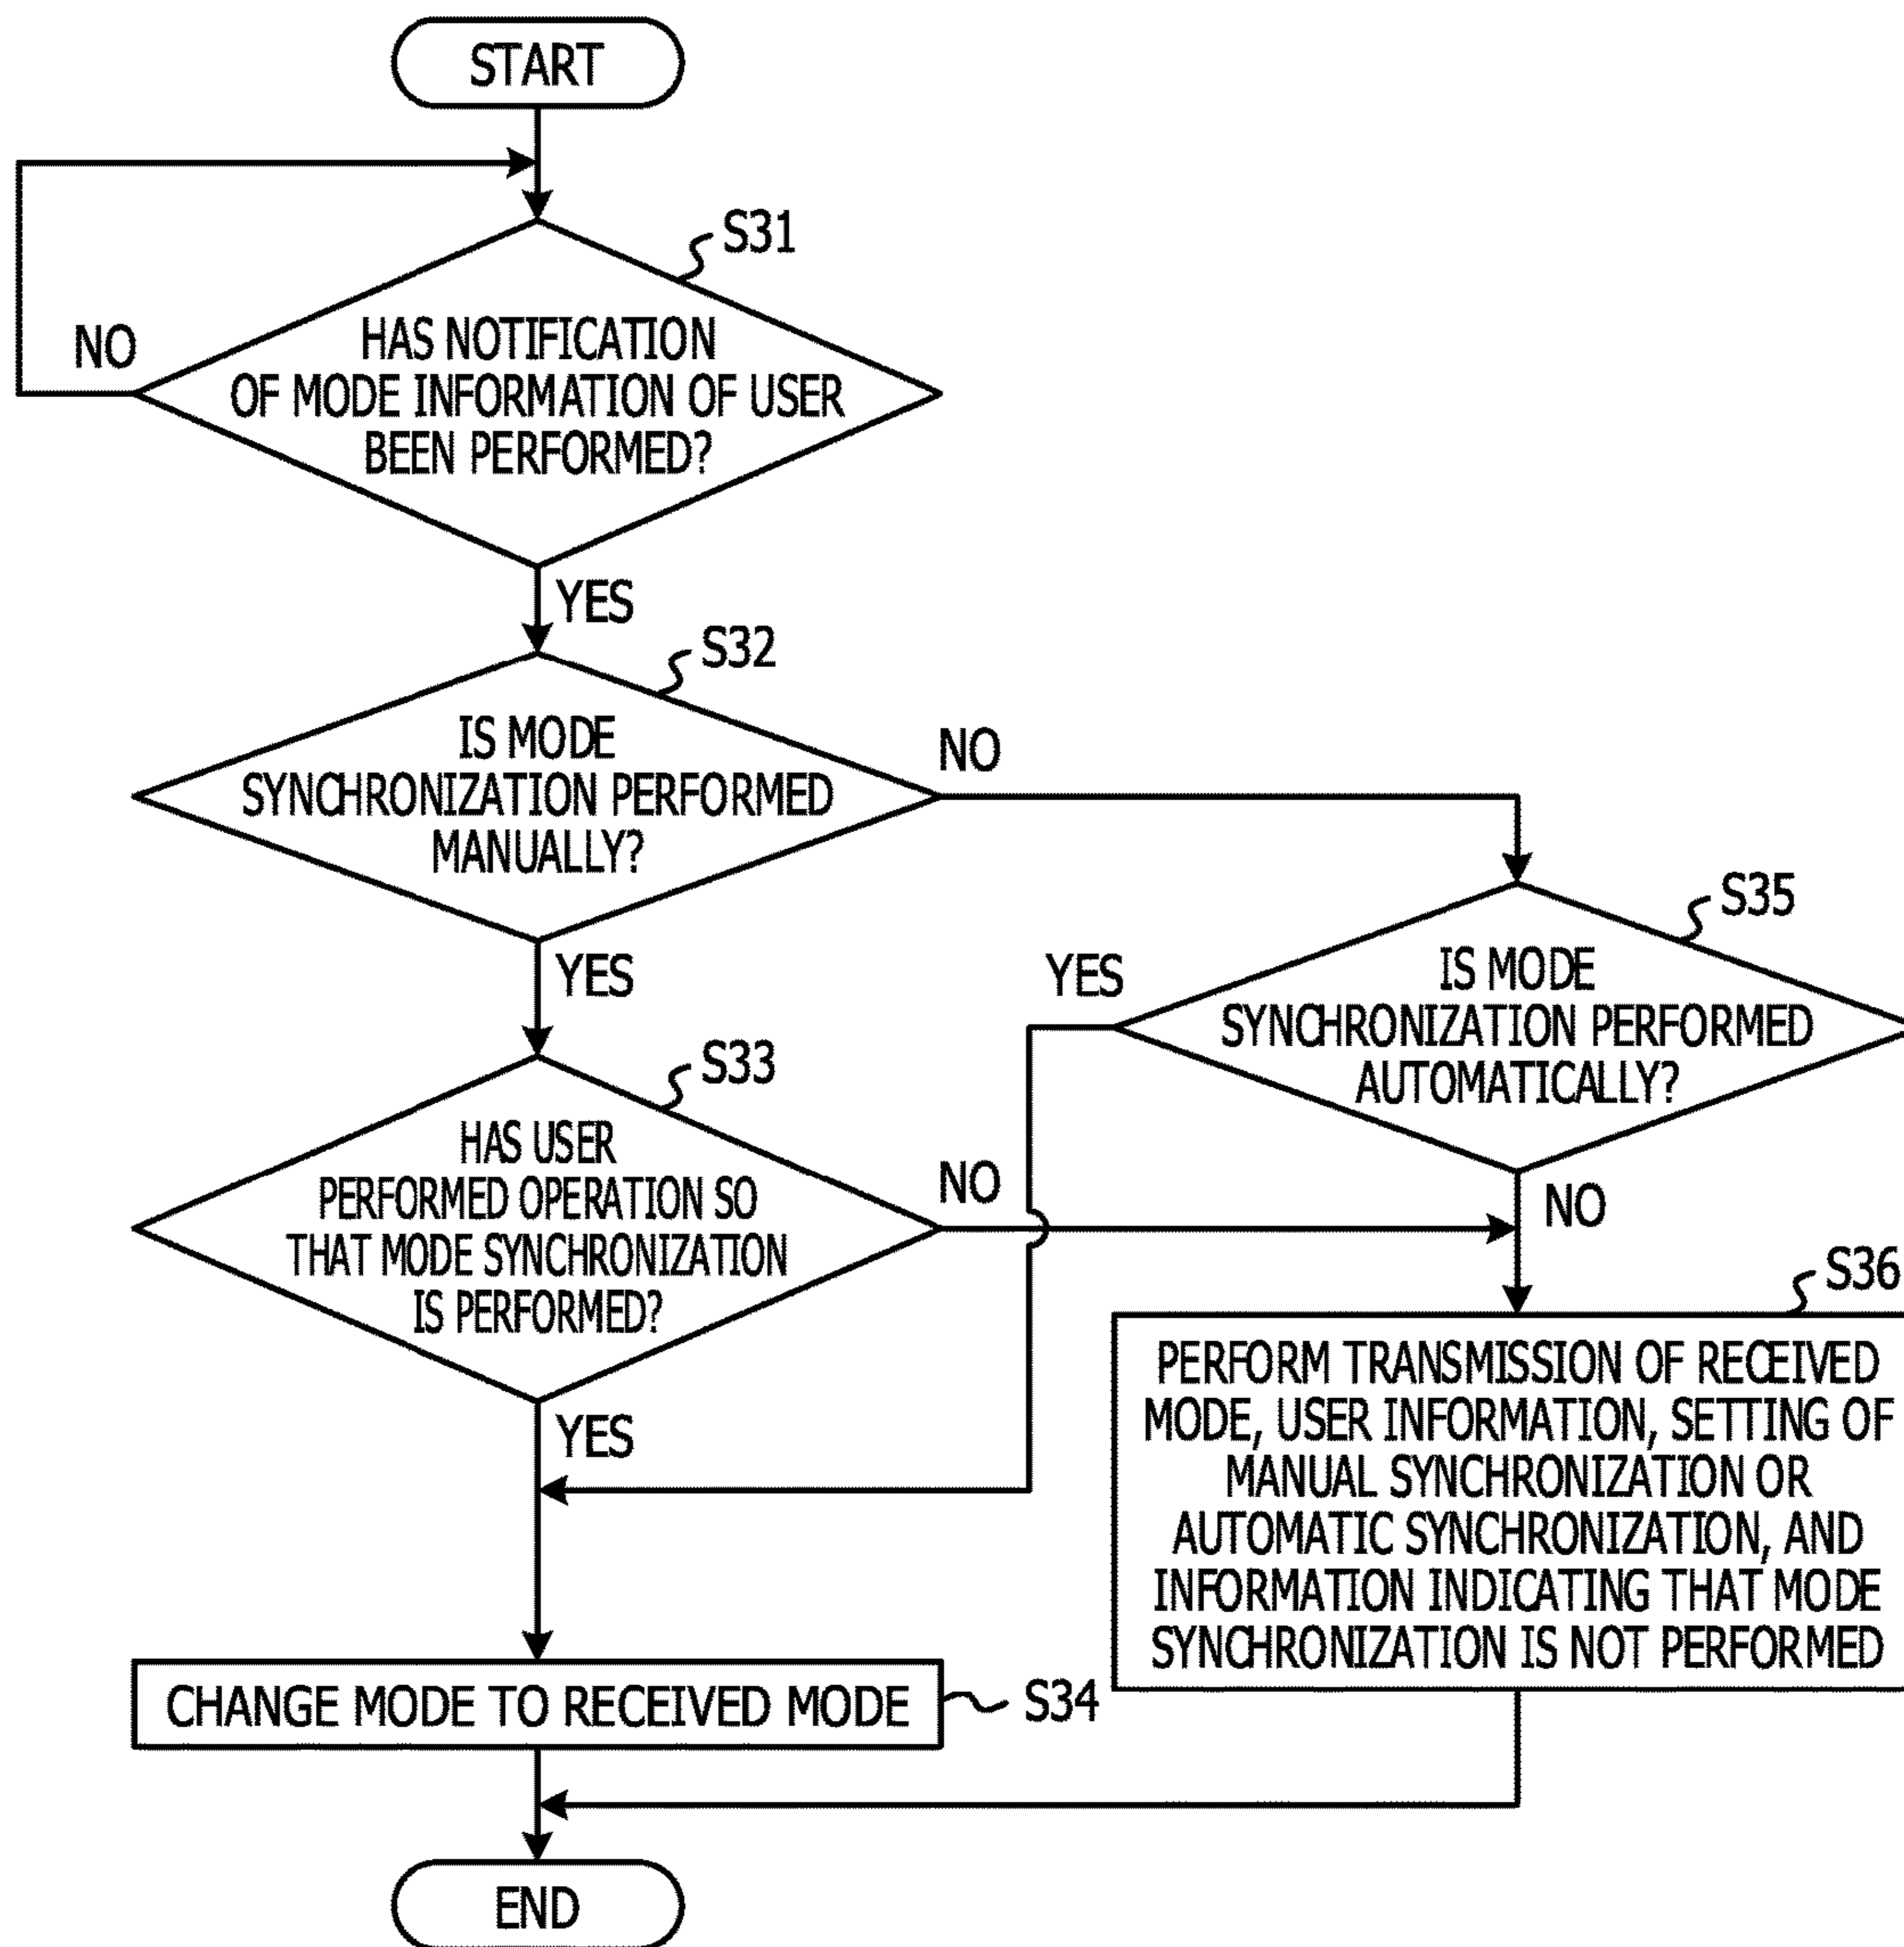 START
S31
HAS NOTIFICATION
OF MODE INFORMATION OF USER
BEEN PERFORMED?
NO
YES
S32
IS MODE
SYNCHRONIZATION PERFORMED
MANUALLY?
NO
YES
S35
IS MODE
SYNCHRONIZATION PERFORMED
AUTOMATICALLY?
YES
NO
S33
HAS USER
PERFORMED OPERATION SO
THAT MODE SYNCHRONIZATION
IS PERFORMED?
NO
YES
S36
PERFORM TRANSMISSION OF RECEIVED
MODE, USER INFORMATION, SETTING OF
MANUAL SYNCHRONIZATION OR
AUTOMATIC SYNCHRONIZATION, AND
INFORMATION INDICATING THAT MODE
SYNCHRONIZATION IS NOT PERFORMED
CHANGE MODE TO RECEIVED MODE
S34
END